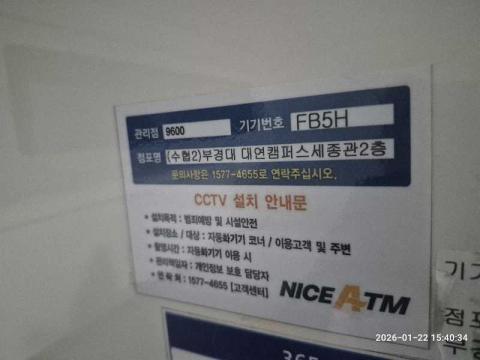 관리점 9600 기기번호 FB5H
점포명 (수협2)부경대 대연캠퍼스세종관2층
문의사항은 1577-4655로 연락주십시오.
CCTV 설치 안내문
• 설치목적 : 범죄예방 및 시설안전
• 설치장소 / 대상 : 자동화기기 코너 / 이용고객 및 주변
• 촬영시간 : 자동화기기 이용 시
• 관리책임자 : 개인정보 보호 담당자
• 연 락 처 : 1577-4655 [고객센터]
NICE ATM
기기
점포
365
2026-01-22 15:40:34